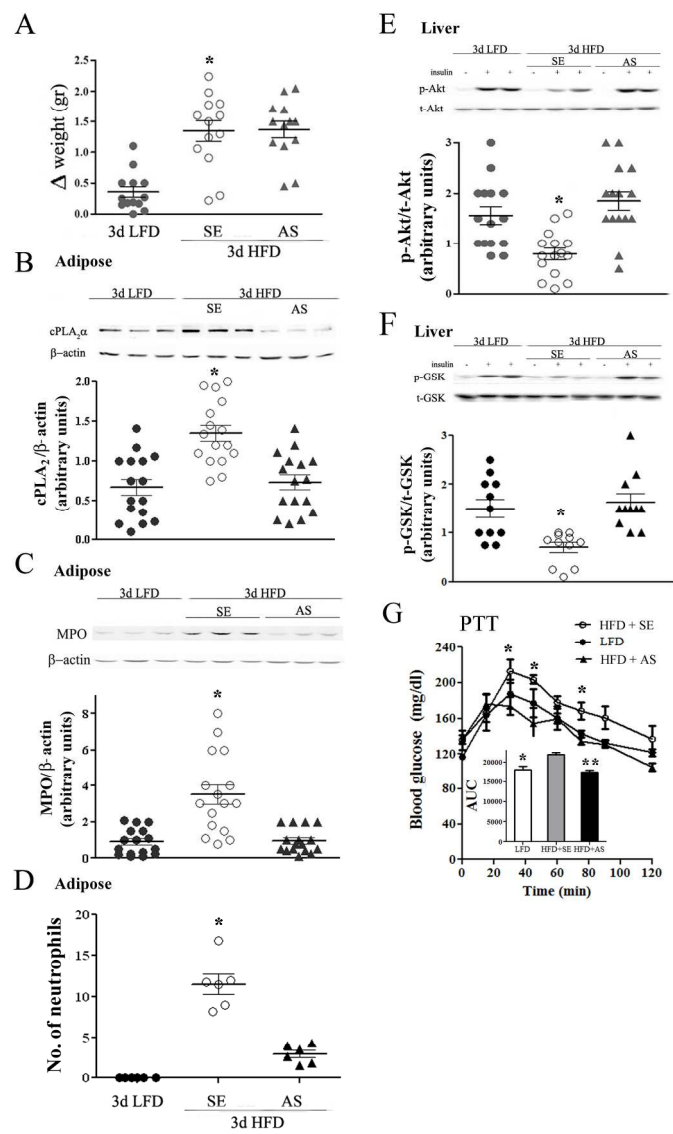 A
*
Δ weight (gr)
2.5
2.0
1.5
1.0
0.5
0.0
3d LFD SE AS
3d HFD
B Adipose
3d LFD 3d HFD
SE AS
cPLA₂α
β−actin
*
cPLA₂/β-actin
(arbitrary units)
2.0
1.5
1.0
0.5
0.0
C Adipose
3d LFD 3d HFD
SE AS
MPO
β−actin
*
MPO/β-actin
(arbitrary units)
8
6
4
2
0
D Adipose
*
No. of neutrophils
20
15
10
5
0
3d LFD SE AS
3d HFD
E Liver
3d LFD 3d HFD
SE AS
insulin - + + - + + - + +
p-Akt
t-Akt
*
p-Akt/t-Akt
(arbitrary units)
3
2
1
0
F Liver
3d LFD 3d HFD
SE AS
insulin - + + - + + - + +
p-GSK
t-GSK
*
p-GSK/t-GSK
(arbitrary units)
3
2
1
0
G PTT
HFD + SE
LFD
HFD + AS
* * *
Blood glucose (mg/dl)
240
200
160
120
80
40
0
AUC
20000
15000
10000
5000
0
* **
LFD HFD+SE HFD+AS
0 20 40 60 80 100 120
Time (min)